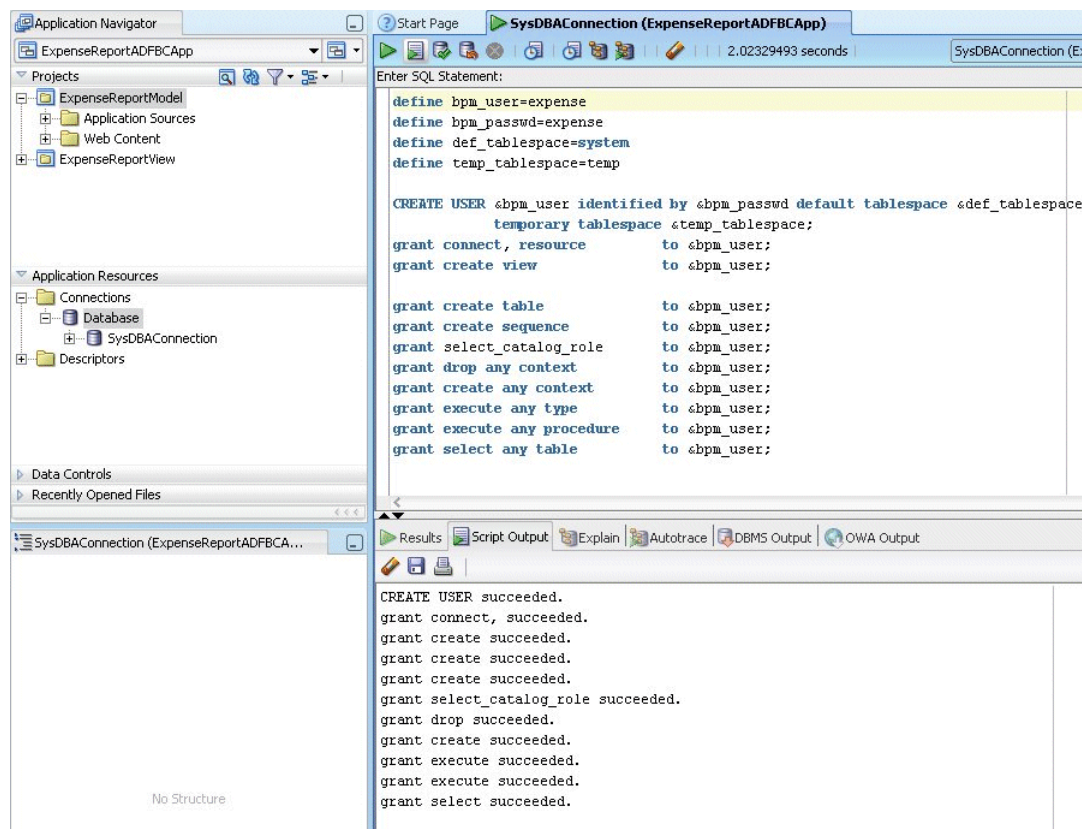 Application Navigator
ExpenseReportADFBCApp
Projects
ExpenseReportModel
Application Sources
Web Content
ExpenseReportView
Application Resources
Connections
Database
SysDBAConnection
Descriptors
Data Controls
Recently Opened Files
SysDBAConnection (ExpenseReportADFBCA...
No Structure
Start Page
SysDBAConnection (ExpenseReportADFBCApp)
2.02329493 seconds
SysDBAConnection (Ex
Enter SQL Statement:
define bpm_user=expense
define bpm_passwd=expense
define def_tablespace=system
define temp_tablespace=temp
CREATE USER &bpm_user identified by &bpm_passwd default tablespace &def_tablespace
temporary tablespace &temp_tablespace;
grant connect, resource to &bpm_user;
grant create view to &bpm_user;
grant create table to &bpm_user;
grant create sequence to &bpm_user;
grant select_catalog_role to &bpm_user;
grant drop any context to &bpm_user;
grant create any context to &bpm_user;
grant execute any type to &bpm_user;
grant execute any procedure to &bpm_user;
grant select any table to &bpm_user;
Results Script Output Explain Autotrace DBMS Output OWA Output
CREATE USER succeeded.
grant connect, succeeded.
grant create succeeded.
grant create succeeded.
grant create succeeded.
grant select_catalog_role succeeded.
grant drop succeeded.
grant create succeeded.
grant execute succeeded.
grant execute succeeded.
grant select succeeded.